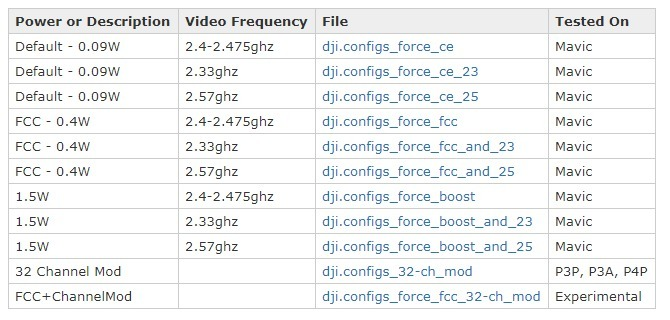 Power or Description Video Frequency File Tested On
Default - 0.09W 2.4-2.475ghz dji.configs_force_ce Mavic
Default - 0.09W 2.33ghz dji.configs_force_ce_23 Mavic
Default - 0.09W 2.57ghz dji.configs_force_ce_25 Mavic
FCC - 0.4W 2.4-2.475ghz dji.configs_force_fcc Mavic
FCC - 0.4W 2.33ghz dji.configs_force_fcc_and_23 Mavic
FCC - 0.4W 2.57ghz dji.configs_force_fcc_and_25 Mavic
1.5W 2.4-2.475ghz dji.configs_force_boost Mavic
1.5W 2.33ghz dji.configs_force_boost_and_23 Mavic
1.5W 2.57ghz dji.configs_force_boost_and_25 Mavic
32 Channel Mod dji.configs_32-ch_mod P3P, P3A, P4P
FCC+ChannelMod dji.configs_force_fcc_32-ch_mod Experimental